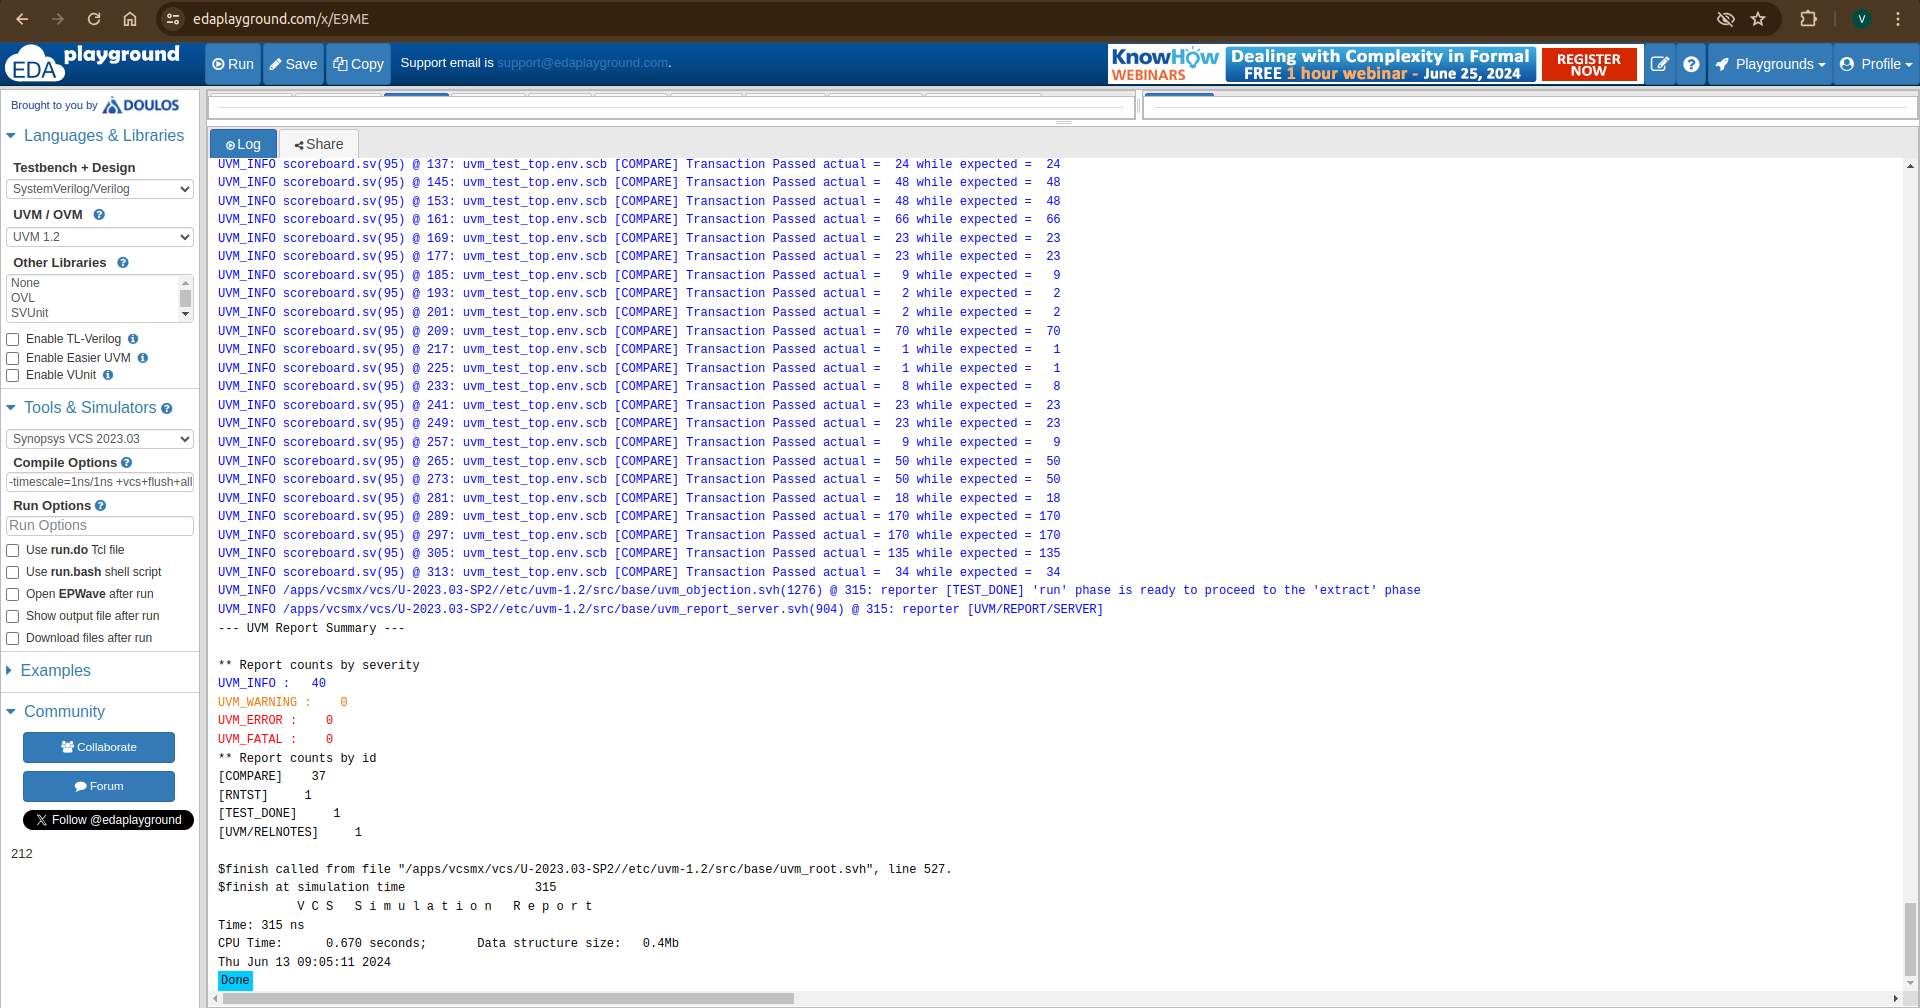 edaplayground.com/x/E9ME
V
EDA playground
Run
Save
Copy
Support email is support@edaplayground.com.
KnowHow WEBINARS
Dealing with Complexity in Formal
FREE 1 hour webinar - June 25, 2024
REGISTER NOW
Playgrounds
Profile
Brought to you by DOULOS
Languages & Libraries
Testbench + Design
SystemVerilog/Verilog
UVM / OVM
UVM 1.2
Other Libraries
None
OVL
SVUnit
Enable TL-Verilog
Enable Easier UVM
Enable VUnit
Tools & Simulators
Synopsys VCS 2023.03
Compile Options
-timescale=1ns/1ns +vcs+flush+all
Run Options
Run Options
Use run.do Tcl file
Use run.bash shell script
Open EPWave after run
Show output file after run
Download files after run
Examples
Community
Collaborate
Forum
Follow @edaplayground
212
Log
Share
UVM_INFO scoreboard.sv(95) @ 137: uvm_test_top.env.scb [COMPARE] Transaction Passed actual =  24 while expected =  24
UVM_INFO scoreboard.sv(95) @ 145: uvm_test_top.env.scb [COMPARE] Transaction Passed actual =  48 while expected =  48
UVM_INFO scoreboard.sv(95) @ 153: uvm_test_top.env.scb [COMPARE] Transaction Passed actual =  48 while expected =  48
UVM_INFO scoreboard.sv(95) @ 161: uvm_test_top.env.scb [COMPARE] Transaction Passed actual =  66 while expected =  66
UVM_INFO scoreboard.sv(95) @ 169: uvm_test_top.env.scb [COMPARE] Transaction Passed actual =  23 while expected =  23
UVM_INFO scoreboard.sv(95) @ 177: uvm_test_top.env.scb [COMPARE] Transaction Passed actual =  23 while expected =  23
UVM_INFO scoreboard.sv(95) @ 185: uvm_test_top.env.scb [COMPARE] Transaction Passed actual =   9 while expected =   9
UVM_INFO scoreboard.sv(95) @ 193: uvm_test_top.env.scb [COMPARE] Transaction Passed actual =   2 while expected =   2
UVM_INFO scoreboard.sv(95) @ 201: uvm_test_top.env.scb [COMPARE] Transaction Passed actual =   2 while expected =   2
UVM_INFO scoreboard.sv(95) @ 209: uvm_test_top.env.scb [COMPARE] Transaction Passed actual =  70 while expected =  70
UVM_INFO scoreboard.sv(95) @ 217: uvm_test_top.env.scb [COMPARE] Transaction Passed actual =   1 while expected =   1
UVM_INFO scoreboard.sv(95) @ 225: uvm_test_top.env.scb [COMPARE] Transaction Passed actual =   1 while expected =   1
UVM_INFO scoreboard.sv(95) @ 233: uvm_test_top.env.scb [COMPARE] Transaction Passed actual =   8 while expected =   8
UVM_INFO scoreboard.sv(95) @ 241: uvm_test_top.env.scb [COMPARE] Transaction Passed actual =  23 while expected =  23
UVM_INFO scoreboard.sv(95) @ 249: uvm_test_top.env.scb [COMPARE] Transaction Passed actual =  23 while expected =  23
UVM_INFO scoreboard.sv(95) @ 257: uvm_test_top.env.scb [COMPARE] Transaction Passed actual =   9 while expected =   9
UVM_INFO scoreboard.sv(95) @ 265: uvm_test_top.env.scb [COMPARE] Transaction Passed actual =  50 while expected =  50
UVM_INFO scoreboard.sv(95) @ 273: uvm_test_top.env.scb [COMPARE] Transaction Passed actual =  50 while expected =  50
UVM_INFO scoreboard.sv(95) @ 281: uvm_test_top.env.scb [COMPARE] Transaction Passed actual =  18 while expected =  18
UVM_INFO scoreboard.sv(95) @ 289: uvm_test_top.env.scb [COMPARE] Transaction Passed actual = 170 while expected = 170
UVM_INFO scoreboard.sv(95) @ 297: uvm_test_top.env.scb [COMPARE] Transaction Passed actual = 170 while expected = 170
UVM_INFO scoreboard.sv(95) @ 305: uvm_test_top.env.scb [COMPARE] Transaction Passed actual = 135 while expected = 135
UVM_INFO scoreboard.sv(95) @ 313: uvm_test_top.env.scb [COMPARE] Transaction Passed actual =  34 while expected =  34
UVM_INFO /apps/vcsmx/vcs/U-2023.03-SP2//etc/uvm-1.2/src/base/uvm_objection.svh(1276) @ 315: reporter [TEST_DONE] 'run' phase is ready to proceed to the 'extract' phase
UVM_INFO /apps/vcsmx/vcs/U-2023.03-SP2//etc/uvm-1.2/src/base/uvm_report_server.svh(904) @ 315: reporter [UVM/REPORT/SERVER]
--- UVM Report Summary ---
** Report counts by severity
UVM_INFO :   40
UVM_WARNING :    0
UVM_ERROR :    0
UVM_FATAL :    0
** Report counts by id
[COMPARE]    37
[RNTST]     1
[TEST_DONE]     1
[UVM/RELNOTES]     1
$finish called from file "/apps/vcsmx/vcs/U-2023.03-SP2//etc/uvm-1.2/src/base/uvm_root.svh", line 527.
$finish at simulation time                  315
V C S   S i m u l a t i o n   R e p o r t
Time: 315 ns
CPU Time:      0.670 seconds;       Data structure size:   0.4Mb
Thu Jun 13 09:05:11 2024
Done